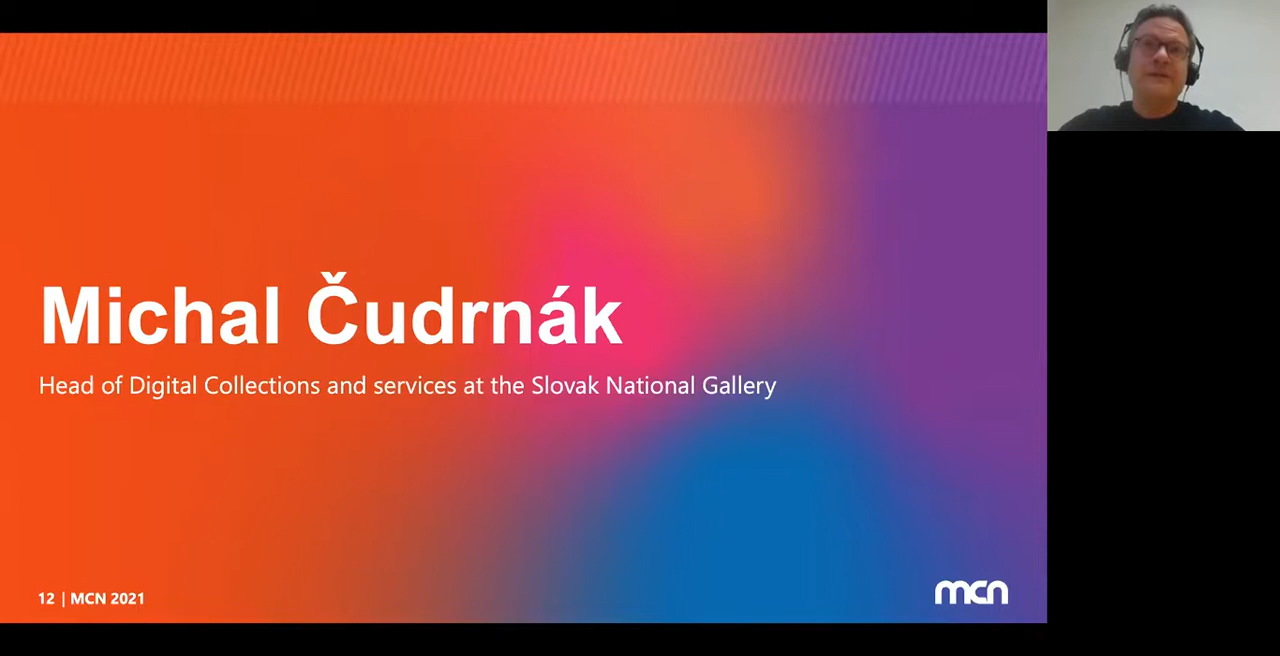 Michal Čudrnák
Head of Digital Collections and services at the Slovak National Gallery
12 | MCN 2021
mcn